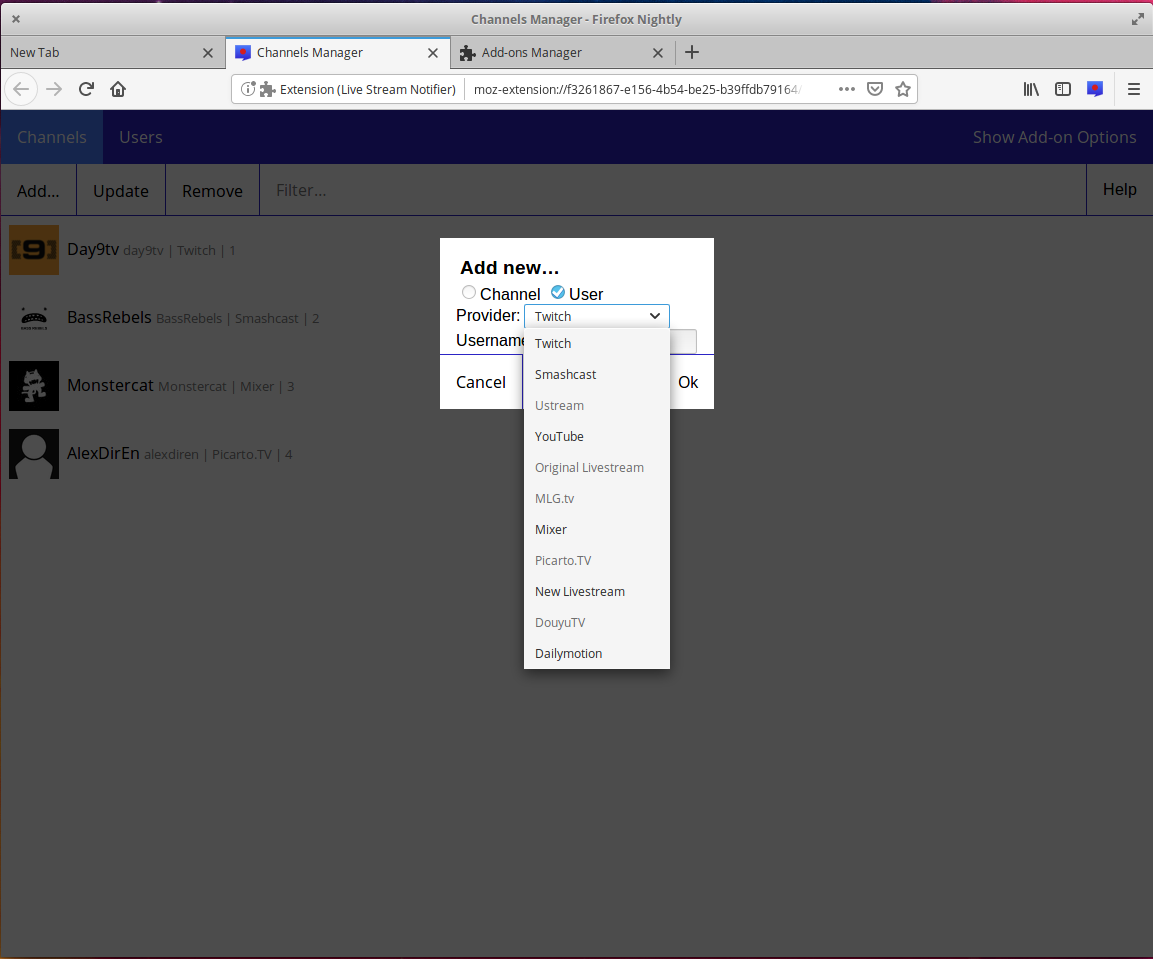 Channels Manager - Firefox Nightly
New Tab
Channels Manager
Add-ons Manager
Extension (Live Stream Notifier)
moz-extension://f3261867-e156-4b54-be25-b39ffdb79164/
Channels
Users
Show Add-on Options
Add...
Update
Remove
Filter...
Help
Day9tv day9tv | Twitch | 1
BassRebels BassRebels | Smashcast | 2
Monstercat Monstercat | Mixer | 3
AlexDirEn alexdiren | Picarto.TV | 4
Add new...
Channel
User
Provider: Twitch
Username
Cancel
Ok
Twitch
Smashcast
Ustream
YouTube
Original Livestream
MLG.tv
Mixer
Picarto.TV
New Livestream
DouyuTV
Dailymotion